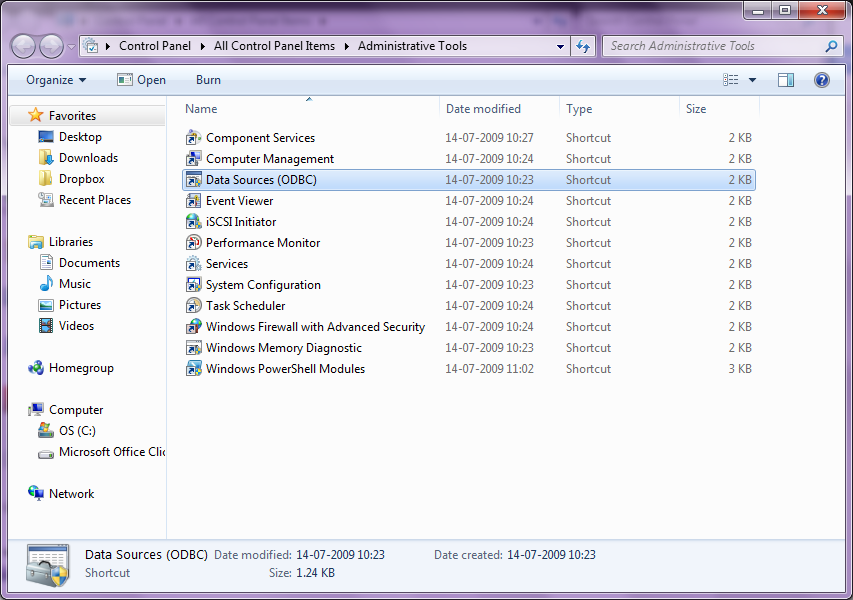 Control Panel All Control Panel Items Administrative Tools Search Administrative Tools
Organize Open Burn
Name Date modified Type Size
Favorites
Desktop
Downloads
Dropbox
Recent Places
Libraries
Documents
Music
Pictures
Videos
Homegroup
Computer
OS (C:)
Microsoft Office Clic
Network
Component Services 14-07-2009 10:27 Shortcut 2 KB
Computer Management 14-07-2009 10:24 Shortcut 2 KB
Data Sources (ODBC) 14-07-2009 10:23 Shortcut 2 KB
Event Viewer 14-07-2009 10:24 Shortcut 2 KB
iSCSI Initiator 14-07-2009 10:24 Shortcut 2 KB
Performance Monitor 14-07-2009 10:23 Shortcut 2 KB
Services 14-07-2009 10:24 Shortcut 2 KB
System Configuration 14-07-2009 10:23 Shortcut 2 KB
Task Scheduler 14-07-2009 10:24 Shortcut 2 KB
Windows Firewall with Advanced Security 14-07-2009 10:24 Shortcut 2 KB
Windows Memory Diagnostic 14-07-2009 10:23 Shortcut 2 KB
Windows PowerShell Modules 14-07-2009 11:02 Shortcut 3 KB
Data Sources (ODBC) Date modified: 14-07-2009 10:23 Date created: 14-07-2009 10:23
Shortcut Size: 1.24 KB